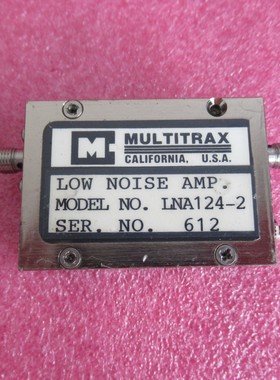 M MULTITRAX
CALIFORNIA, U.S.A.
LOW NOISE AMP.
MODEL NO. LNA124-2
SER. NO. 612